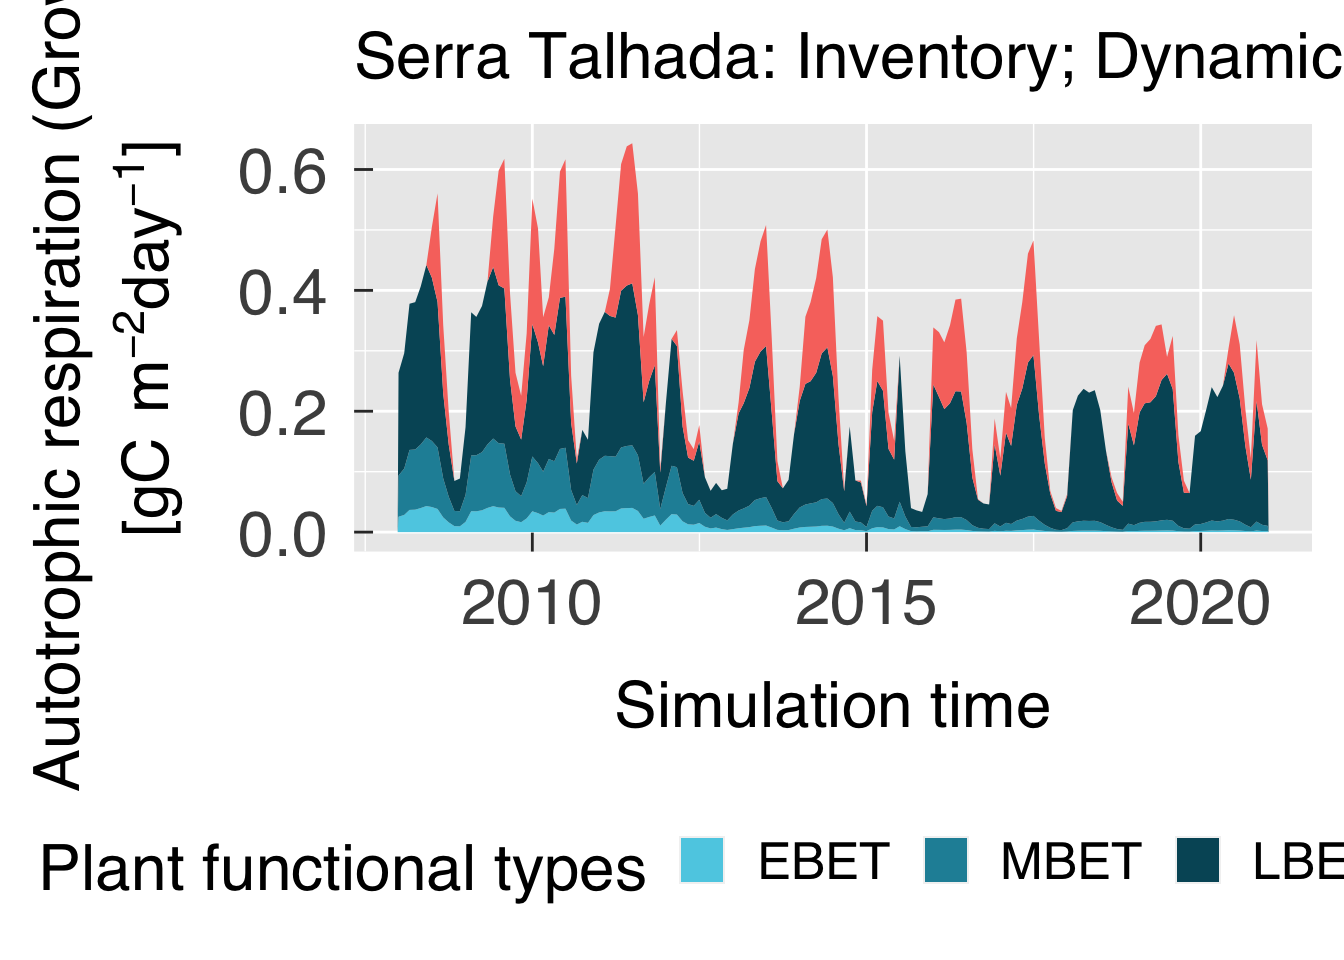 Serra Talhada: Inventory; Dynamic
Autotrophic respiration (Grov
[gC m⁻²day⁻¹]
0.6
0.4
0.2
0.0
2010 2015 2020
Simulation time
Plant functional types EBET MBET LBE